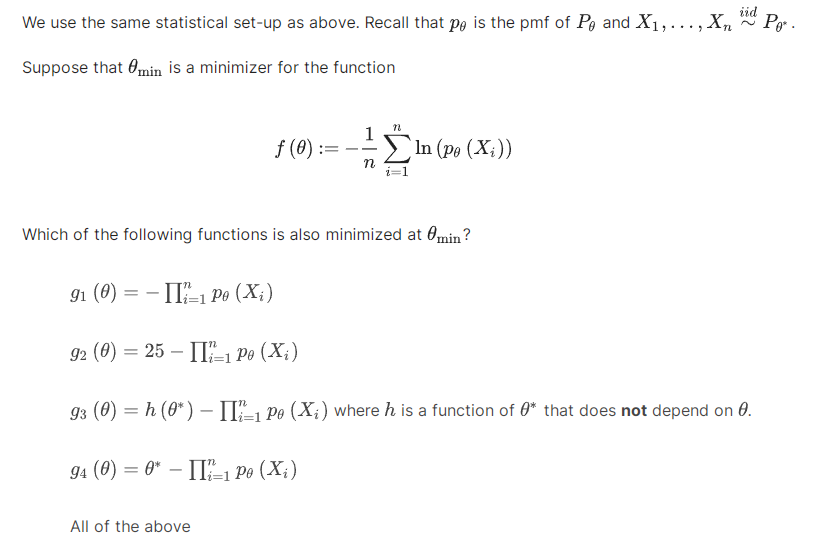 We use the same statistical set-up as above. Recall that $p_\theta$ is the pmf of $P_\theta$ and $X_1, \ldots, X_n \overset{iid}{\sim} P_{\theta^*}$.
Suppose that $\theta_{\min}$ is a minimizer for the function
$f(\theta) := -\frac{1}{n} \sum_{i=1}^{n} \ln(p_\theta(X_i))$
Which of the following functions is also minimized at $\theta_{\min}$?
$g_1(\theta) = -\prod_{i=1}^{n} p_\theta(X_i)$
$g_2(\theta) = 25 - \prod_{i=1}^{n} p_\theta(X_i)$
$g_3(\theta) = h(\theta^*) - \prod_{i=1}^{n} p_\theta(X_i)$ where $h$ is a function of $\theta^*$ that does not depend on $\theta$.
$g_4(\theta) = \theta^* - \prod_{i=1}^{n} p_\theta(X_i)$
All of the above